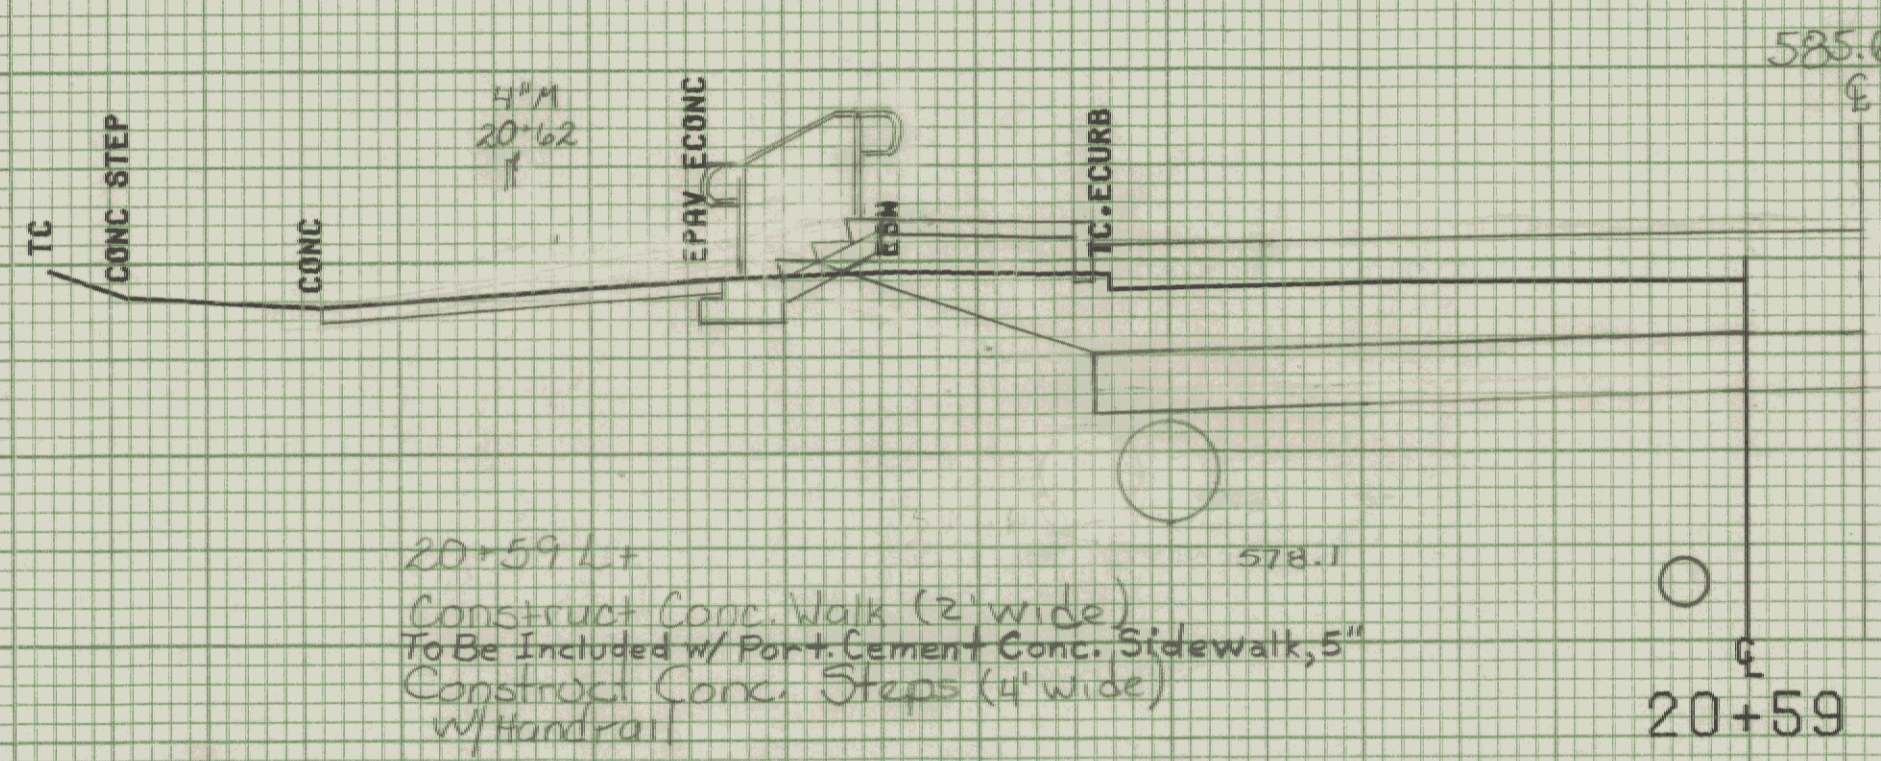 585.6
℄
4"M
20+62
TC
CONC STEP
CONC
EPAV ECONC
ESW
TC.ECURB
20+59 Lt
578.1
Construct Conc. Walk (2' wide)
To Be Included w/ Port. Cement Conc. Sidewalk, 5"
Construct Conc. Steps (4' wide)
w/ Handrail
℄
20+59